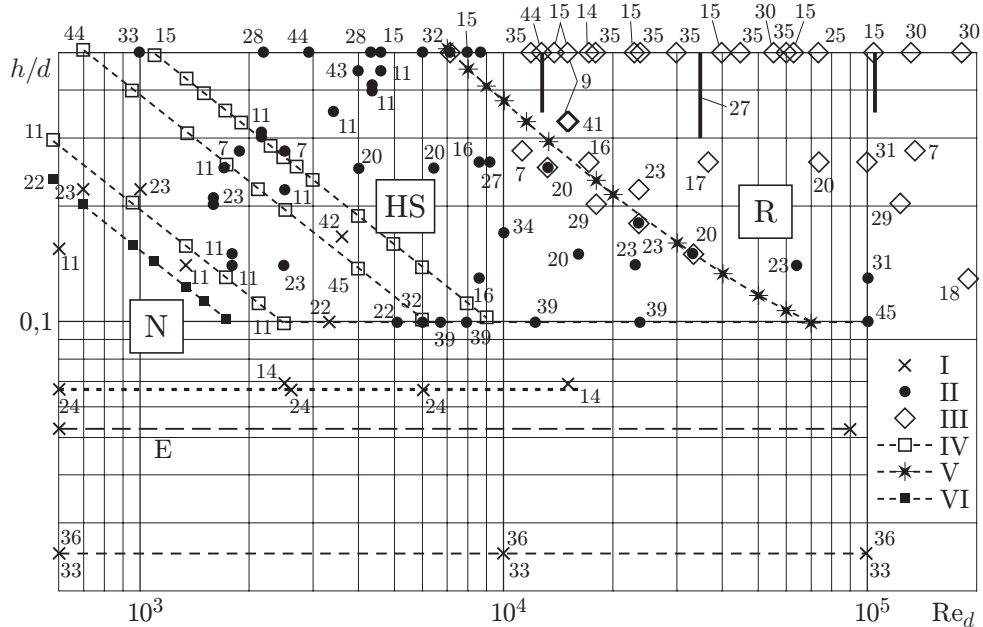 44 33 15 28 44 28 15 32 15 35 44 15 14 15 35 35 15 35 30 35 15 25 15 30 30
h/d
43 11 9 27
11 11 11 41
11 7 7 11 20 20 16 27 7 16 17 20 31 7
22 23 23 23 11 20 29 23 29
HS R
42 34 23 20
11 11 11 11 23 45 20 23 23 31 18
N
0,1
11 22 22 32 16 39 39 39 39 45
14 14
24 24 24
E
I
II
III
IV
V
VI
36 36 36
33 33 33
10³ 10⁴ 10⁵ Re_d